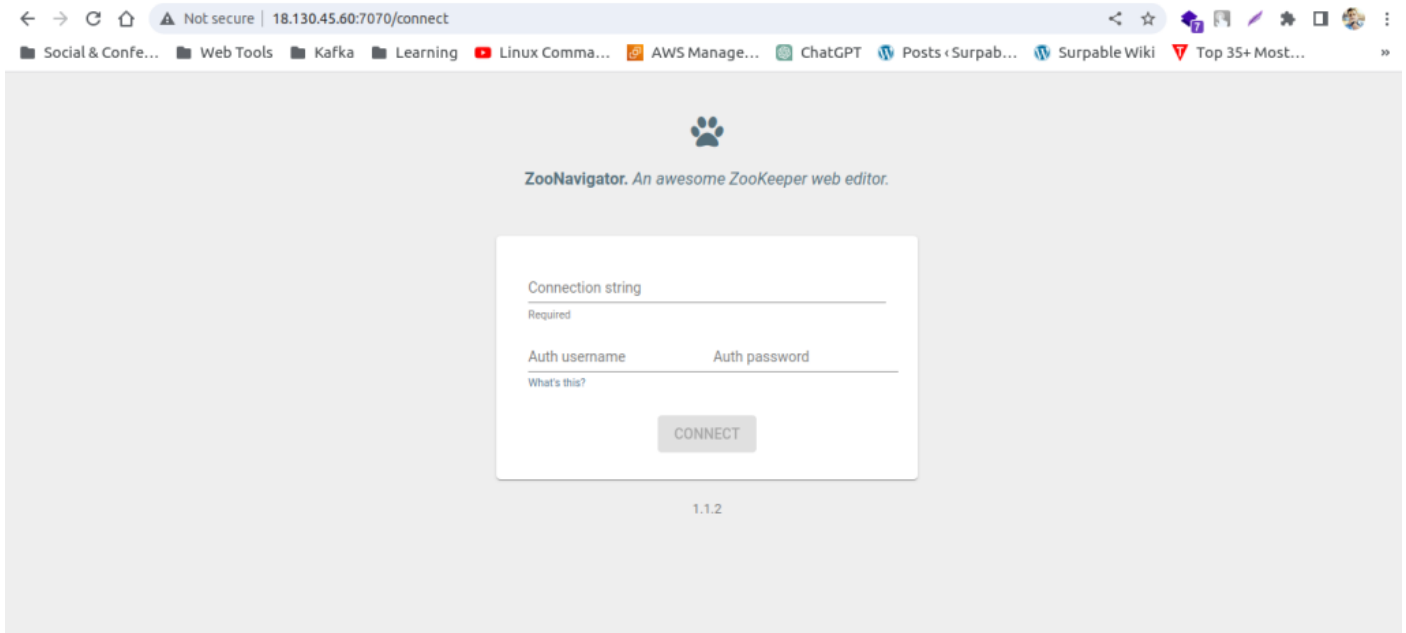 Not secure | 18.130.45.60:7070/connect
7
Social & Confe... Web Tools Kafka Learning Linux Comma... AWS Manage... ChatGPT Posts ‹ Surpab... Surpable Wiki Top 35+ Most... »
ZooNavigator. An awesome ZooKeeper web editor.
Connection string
Required
Auth username Auth password
What's this?
CONNECT
1.1.2